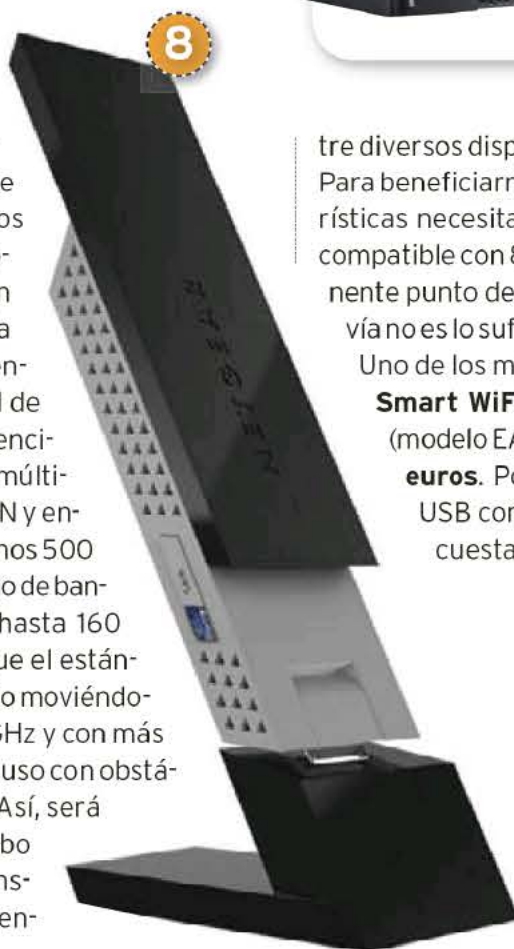 8
e
os
-
n
a
en-
l de
enci-
múlti-
N y en-
nos 500
o de ban-
hasta 160
ue el están-
o moviéndo-
GHz y con más
uso con obstá-
Así, será
bo
ns-
en-
tre diversos disp
Para beneficiarn
rísticas necesita
compatible con 8
nente punto de
vía no es lo suf
Uno de los m
Smart WiF
(modelo EA
euros. Po
USB con
cuesta
NETGEAR